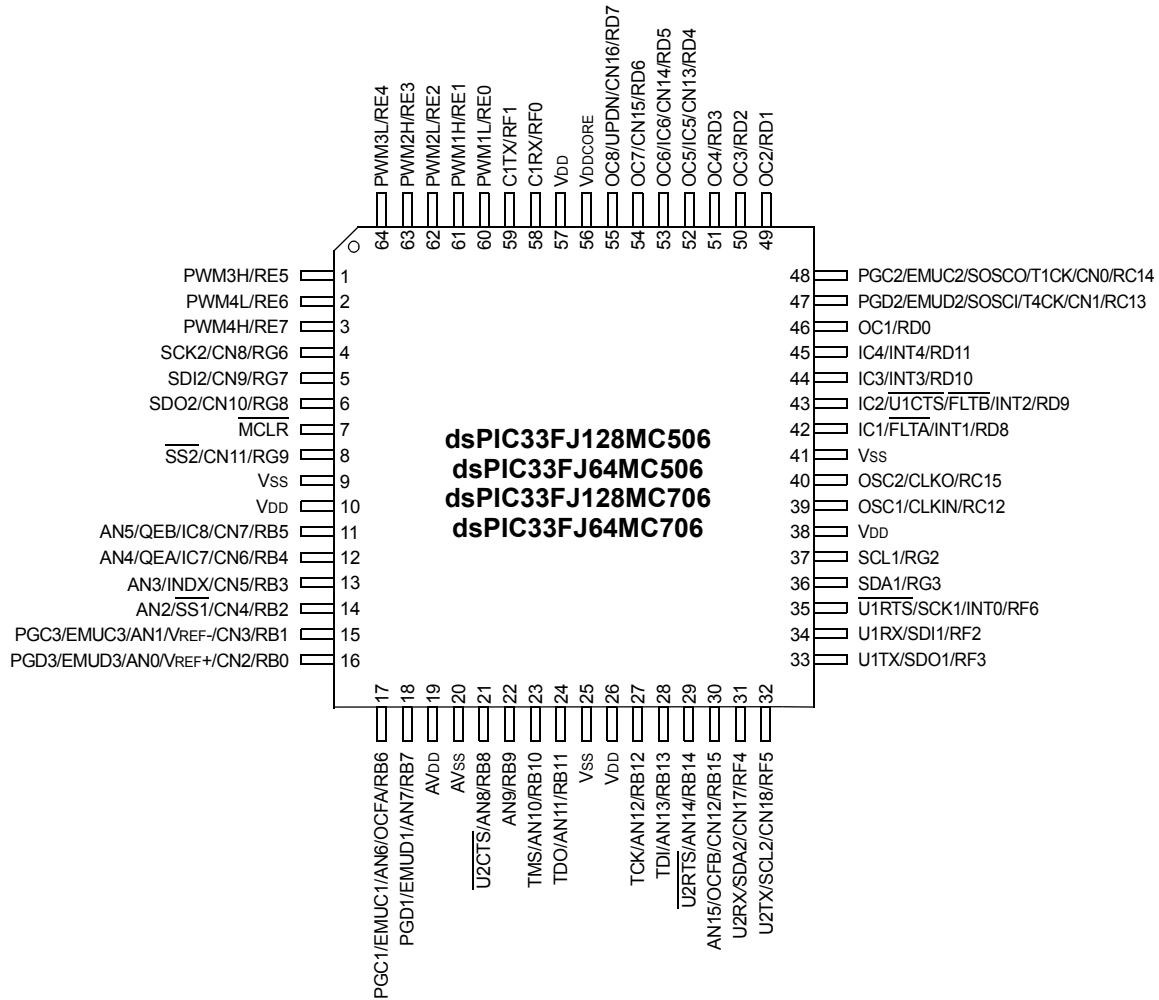 PWM3L/RE4
PWM2H/RE3
PWM2L/RE2
PWM1H/RE1
PWM1L/RE0
C1TX/RF1
C1RX/RF0
VDD
VDDCORE
OC8/UPDN/CN16/RD7
OC7/CN15/RD6
OC6/IC6/CN14/RD5
OC5/IC5/CN13/RD4
OC4/RD3
OC3/RD2
OC2/RD1
64
63
62
61
60
59
58
57
56
55
54
53
52
51
50
49
PWM3H/RE5 1
PWM4L/RE6 2
PWM4H/RE7 3
SCK2/CN8/RG6 4
SDI2/CN9/RG7 5
SDO2/CN10/RG8 6
MCLR 7
SS2/CN11/RG9 8
VSS 9
VDD 10
AN5/QEB/IC8/CN7/RB5 11
AN4/QEA/IC7/CN6/RB4 12
AN3/INDX/CN5/RB3 13
AN2/SS1/CN4/RB2 14
PGC3/EMUC3/AN1/VREF-/CN3/RB1 15
PGD3/EMUD3/AN0/VREF+/CN2/RB0 16
dsPIC33FJ128MC506
dsPIC33FJ64MC506
dsPIC33FJ128MC706
dsPIC33FJ64MC706
48 PGC2/EMUC2/SOSCO/T1CK/CN0/RC14
47 PGD2/EMUD2/SOSCI/T4CK/CN1/RC13
46 OC1/RD0
45 IC4/INT4/RD11
44 IC3/INT3/RD10
43 IC2/U1CTS/FLTB/INT2/RD9
42 IC1/FLTA/INT1/RD8
41 VSS
40 OSC2/CLKO/RC15
39 OSC1/CLKIN/RC12
38 VDD
37 SCL1/RG2
36 SDA1/RG3
35 U1RTS/SCK1/INT0/RF6
34 U1RX/SDI1/RF2
33 U1TX/SDO1/RF3
17
18
19
20
21
22
23
24
25
26
27
28
29
30
31
32
PGC1/EMUC1/AN6/OCFA/RB6
PGD1/EMUD1/AN7/RB7
AVDD
AVSS
U2CTS/AN8/RB8
AN9/RB9
TMS/AN10/RB10
TDO/AN11/RB11
VSS
VDD
TCK/AN12/RB12
TDI/AN13/RB13
U2RTS/AN14/RB14
AN15/OCFB/CN12/RB15
U2RX/SDA2/CN17/RF4
U2TX/SCL2/CN18/RF5